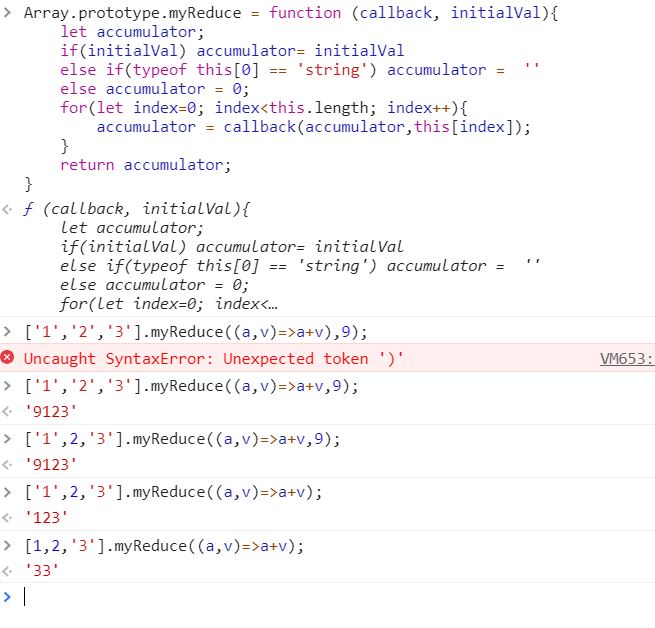 > Array.prototype.myReduce = function (callback, initialVal){
let accumulator;
if(initialVal) accumulator= initialVal
else if(typeof this[0] == 'string') accumulator =  ''
else accumulator = 0;
for(let index=0; index<this.length; index++){
accumulator = callback(accumulator,this[index]);
}
return accumulator;
}
ƒ (callback, initialVal){
let accumulator;
if(initialVal) accumulator= initialVal
else if(typeof this[0] == 'string') accumulator =  ''
else accumulator = 0;
for(let index=0; index<…
> ['1','2','3'].myReduce((a,v)=>a+v),9);
Uncaught SyntaxError: Unexpected token ')' VM653:
> ['1','2','3'].myReduce((a,v)=>a+v,9);
'9123'
> ['1',2,'3'].myReduce((a,v)=>a+v,9);
'9123'
> ['1',2,'3'].myReduce((a,v)=>a+v);
'123'
> [1,2,'3'].myReduce((a,v)=>a+v);
'33'
>